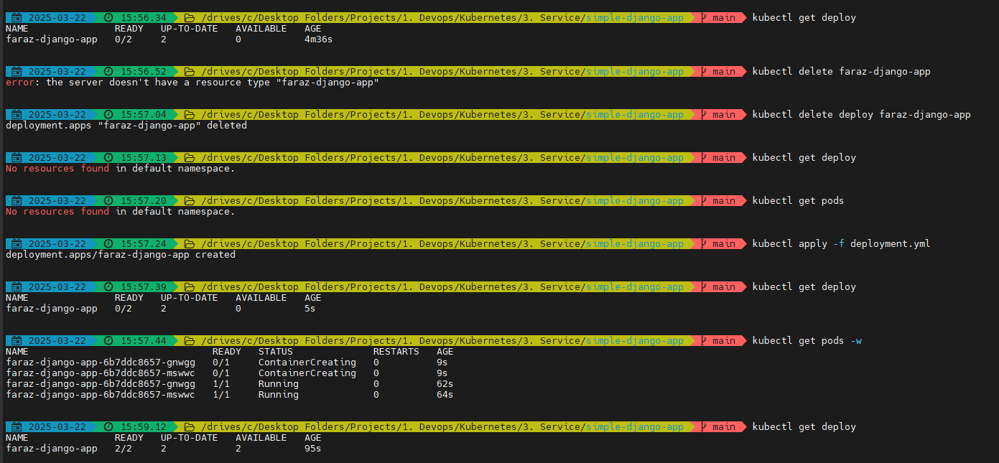 2025-03-22 15:56.34 /drives/c/Desktop Folders/Projects/1. Devops/Kubernetes/3. Service/simple-django-app main kubectl get deploy
NAME READY UP-TO-DATE AVAILABLE AGE
faraz-django-app 0/2 2 0 4m36s
2025-03-22 15:56.52 /drives/c/Desktop Folders/Projects/1. Devops/Kubernetes/3. Service/simple-django-app main kubectl delete faraz-django-app
error: the server doesn't have a resource type "faraz-django-app"
2025-03-22 15:57.04 /drives/c/Desktop Folders/Projects/1. Devops/Kubernetes/3. Service/simple-django-app main kubectl delete deploy faraz-django-app
deployment.apps "faraz-django-app" deleted
2025-03-22 15:57.13 /drives/c/Desktop Folders/Projects/1. Devops/Kubernetes/3. Service/simple-django-app main kubectl get deploy
No resources found in default namespace.
2025-03-22 15:57.20 /drives/c/Desktop Folders/Projects/1. Devops/Kubernetes/3. Service/simple-django-app main kubectl get pods
No resources found in default namespace.
2025-03-22 15:57.24 /drives/c/Desktop Folders/Projects/1. Devops/Kubernetes/3. Service/simple-django-app main kubectl apply -f deployment.yml
deployment.apps/faraz-django-app created
2025-03-22 15:57.39 /drives/c/Desktop Folders/Projects/1. Devops/Kubernetes/3. Service/simple-django-app main kubectl get deploy
NAME READY UP-TO-DATE AVAILABLE AGE
faraz-django-app 0/2 2 0 5s
2025-03-22 15:57.44 /drives/c/Desktop Folders/Projects/1. Devops/Kubernetes/3. Service/simple-django-app main kubectl get pods -w
NAME READY STATUS RESTARTS AGE
faraz-django-app-6b7ddc8657-gnwgg 0/1 ContainerCreating 0 9s
faraz-django-app-6b7ddc8657-mswwc 0/1 ContainerCreating 0 9s
faraz-django-app-6b7ddc8657-gnwgg 1/1 Running 0 62s
faraz-django-app-6b7ddc8657-mswwc 1/1 Running 0 64s
2025-03-22 15:59.12 /drives/c/Desktop Folders/Projects/1. Devops/Kubernetes/3. Service/simple-django-app main kubectl get deploy
NAME READY UP-TO-DATE AVAILABLE AGE
faraz-django-app 2/2 2 2 95s